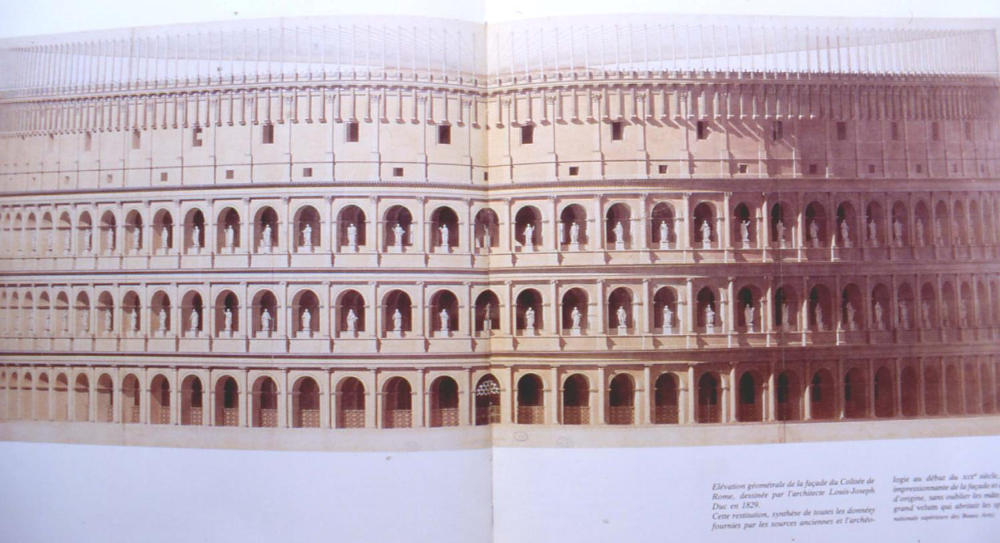 Elévation géométrale de la façade du Colisée de
Rome, dessinée par l'architecte Louis-Joseph
Duc en 1829.
Cette restitution, synthèse de toutes les données
fournies par les sources anciennes et l'archéo-
logie au début du XIXe siècle,
impressionnante de la façade et
d'origine, sans oublier les mâts
grand velum qui abritait les
nationale supérieure des Beaux Arts)